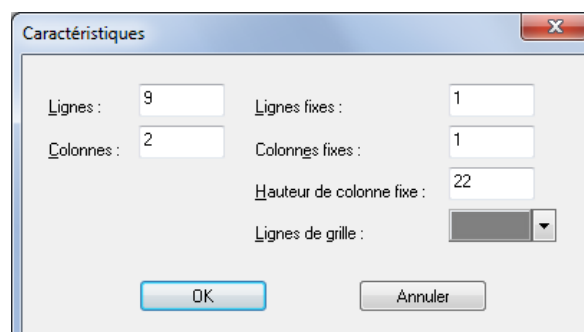 Caractéristiques
Lignes : 9 Lignes fixes : 1
Colonnes : 2 Colonnes fixes : 1
Hauteur de colonne fixe : 22
Lignes de grille :
OK Annuler